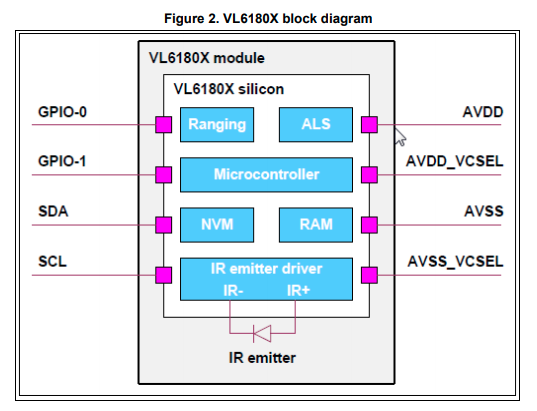 Figure 2. VL6180X block diagram
VL6180X module
VL6180X silicon
GPIO-0
Ranging
ALS
AVDD
GPIO-1
Microcontroller
AVDD_VCSEL
SDA
NVM
RAM
AVSS
SCL
IR emitter driver
AVSS_VCSEL
IR-
IR+
IR emitter